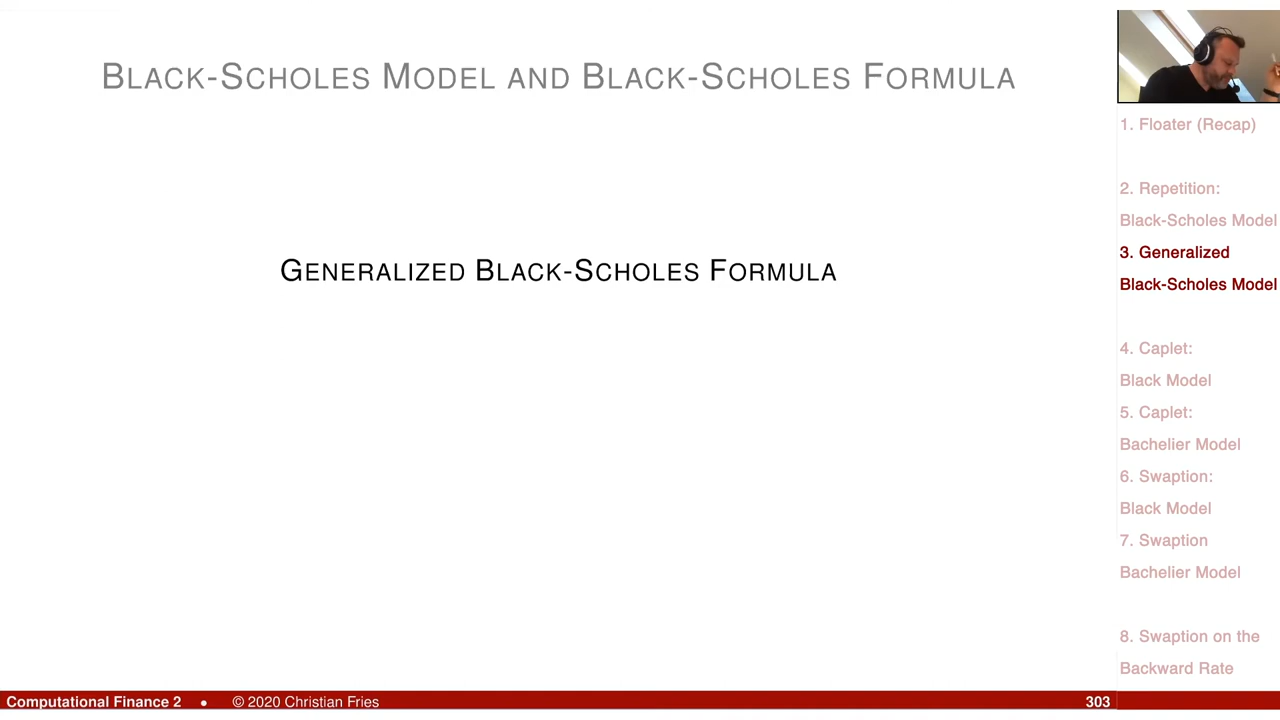 BLACK-SCHOLES MODEL AND BLACK-SCHOLES FORMULA
GENERALIZED BLACK-SCHOLES FORMULA
1. Floater (Recap)
2. Repetition:
Black-Scholes Model
3. Generalized
Black-Scholes Model
4. Caplet:
Black Model
5. Caplet:
Bachelier Model
6. Swaption:
Black Model
7. Swaption
Bachelier Model
8. Swaption on the
Backward Rate
Computational Finance 2 • © 2020 Christian Fries 303